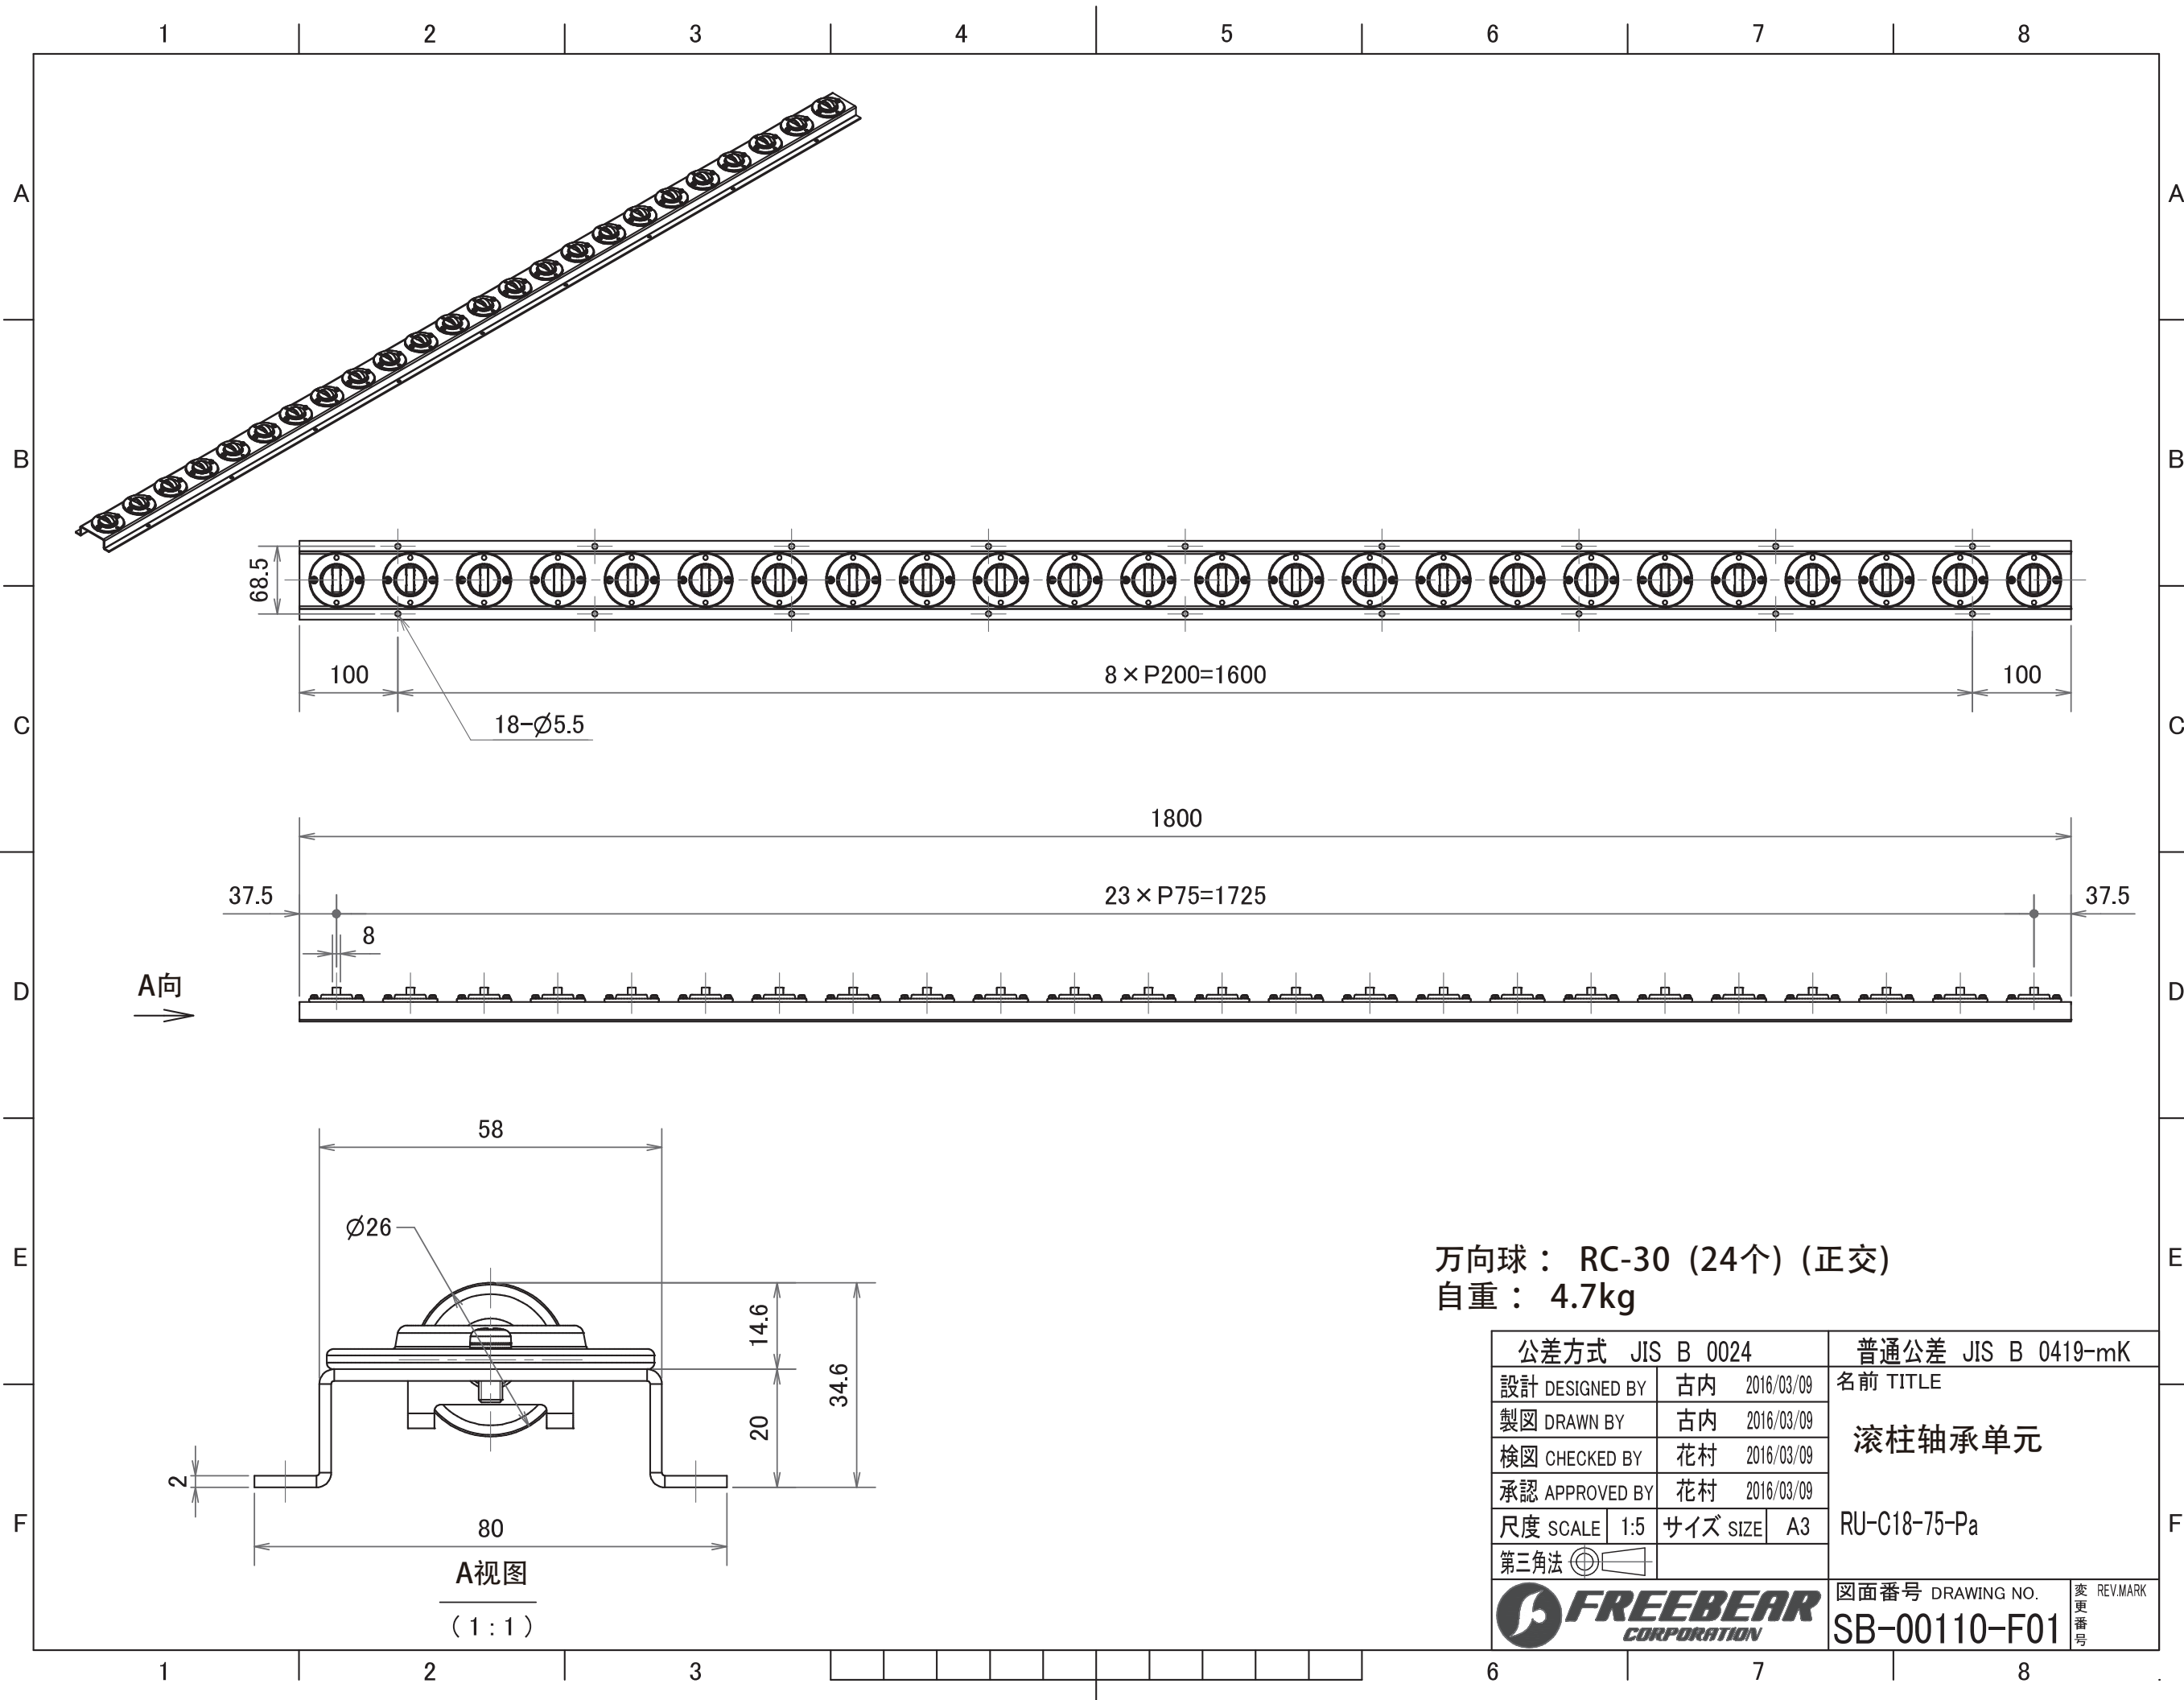 1 2 3 4 5 6 7 8
A A
B B
C C
D D
E E
F F
68.5
100 8×P200=1600 100
18-∅5.5
1800
37.5 23×P75=1725 37.5
8
A向
58
∅26
14.6
34.6
20
2
80
A视图
(1:1)
万向球： RC-30 (24个) (正交)
自重： 4.7kg
公差方式 JIS B 0024 普通公差 JIS B 0419-mK
設計 DESIGNED BY 古内 2016/03/09 名前 TITLE
製図 DRAWN BY 古内 2016/03/09
滚柱轴承单元
検図 CHECKED BY 花村 2016/03/09
承認 APPROVED BY 花村 2016/03/09
尺度 SCALE 1:5 サイズ SIZE A3 RU-C18-75-Pa
第三角法
FREEBEAR
CORPORATION
図面番号 DRAWING NO. 変更番号 REV.MARK
SB-00110-F01
1 2 3 6 7 8